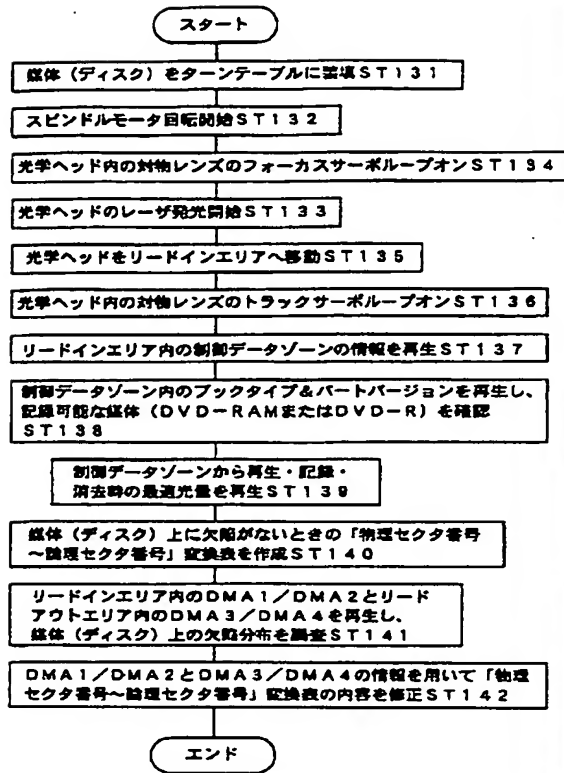 スタート
媒体（ディスク）をターンテーブルに装填ＳＴ１３１
スピンドルモータ回転開始ＳＴ１３２
光学ヘッド内の対物レンズのフォーカスサーボループオンＳＴ１３４
光学ヘッドのレーザ発光開始ＳＴ１３３
光学ヘッドをリードインエリアへ移動ＳＴ１３５
光学ヘッド内の対物レンズのトラックサーボループオンＳＴ１３６
リードインエリア内の制御データゾーンの情報を再生ＳＴ１３７
制御データゾーン内のブックタイプ＆パートバージョンを再生し、
記録可能な媒体（ＤＶＤ－ＲＡＭまたはＤＶＤ－Ｒ）を確認
ＳＴ１３８
制御データゾーンから再生・記録・
消去時の最適光量を再生ＳＴ１３９
媒体（ディスク）上に欠陥がないときの「物理セクタ番号
～論理セクタ番号」変換表を作成ＳＴ１４０
リードインエリア内のＤＭＡ１／ＤＭＡ２とリード
アウトエリア内のＤＭＡ３／ＤＭＡ４を再生し、
媒体（ディスク）上の欠陥分布を調査ＳＴ１４１
ＤＭＡ１／ＤＭＡ２とＤＭＡ３／ＤＭＡ４の情報を用いて「物理
セクタ番号～論理セクタ番号」変換表の内容を修正ＳＴ１４２
エンド